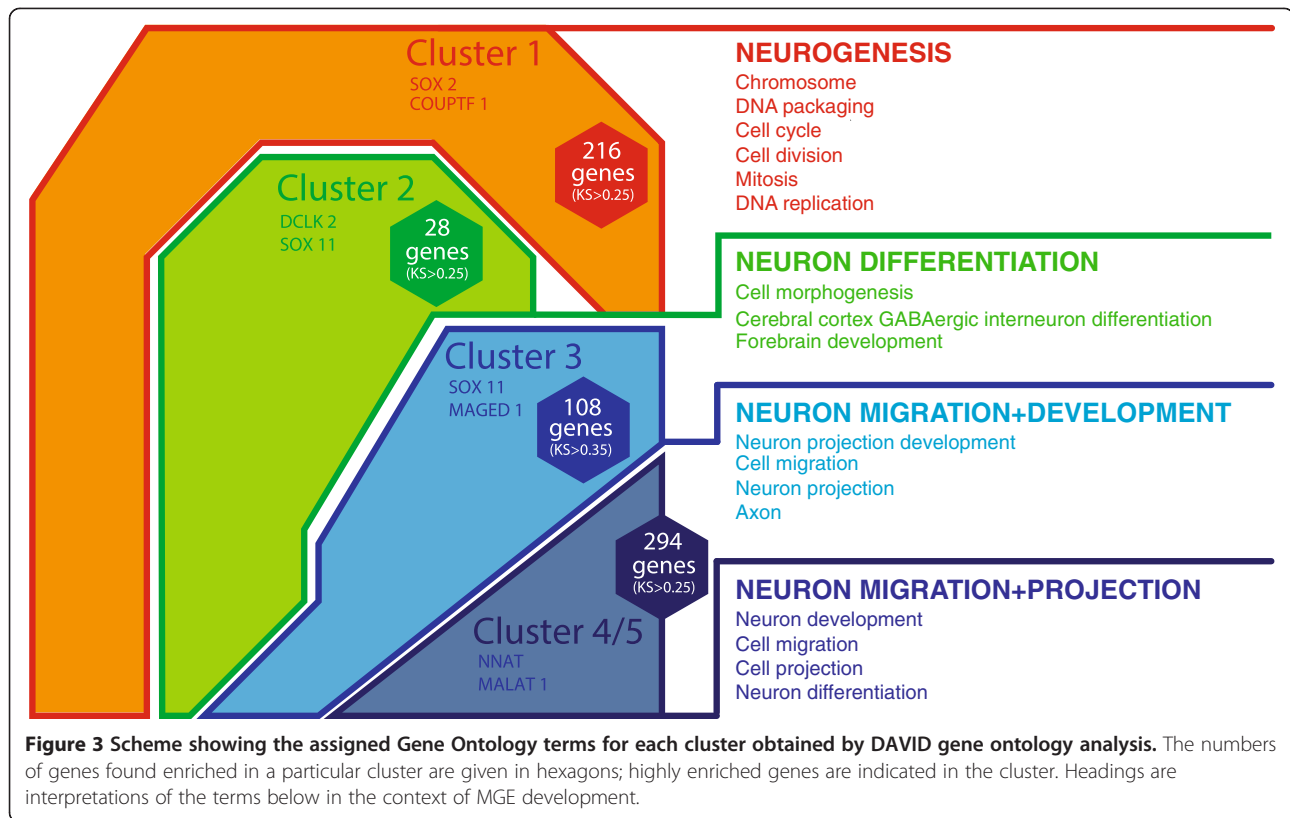 Cluster 1
SOX 2
COUPTF 1
216
genes
(KS>0.25)
NEUROGENESIS
Chromosome
DNA packaging
Cell cycle
Cell division
Mitosis
DNA replication
Cluster 2
DCLK 2
SOX 11
28
genes
(KS>0.25)
NEURON DIFFERENTIATION
Cell morphogenesis
Cerebral cortex GABAergic interneuron differentiation
Forebrain development
Cluster 3
SOX 11
MAGED 1
108
genes
(KS>0.35)
NEURON MIGRATION+DEVELOPMENT
Neuron projection development
Cell migration
Neuron projection
Axon
Cluster 4/5
NNAT
MALAT 1
294
genes
(KS>0.25)
NEURON MIGRATION+PROJECTION
Neuron development
Cell migration
Cell projection
Neuron differentiation
Figure 3 Scheme showing the assigned Gene Ontology terms for each cluster obtained by DAVID gene ontology analysis. The numbers
of genes found enriched in a particular cluster are given in hexagons; highly enriched genes are indicated in the cluster. Headings are
interpretations of the terms below in the context of MGE development.